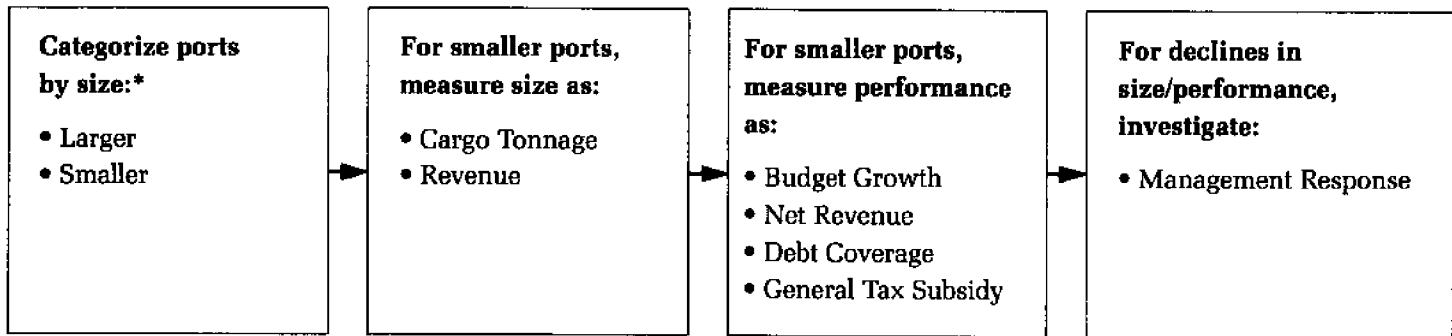 Categorize ports
by size:*
• Larger
• Smaller
For smaller ports,
measure size as:
• Cargo Tonnage
• Revenue
For smaller ports,
measure performance
as:
• Budget Growth
• Net Revenue
• Debt Coverage
• General Tax Subsidy
For declines in
size/performance,
investigate:
• Management Response